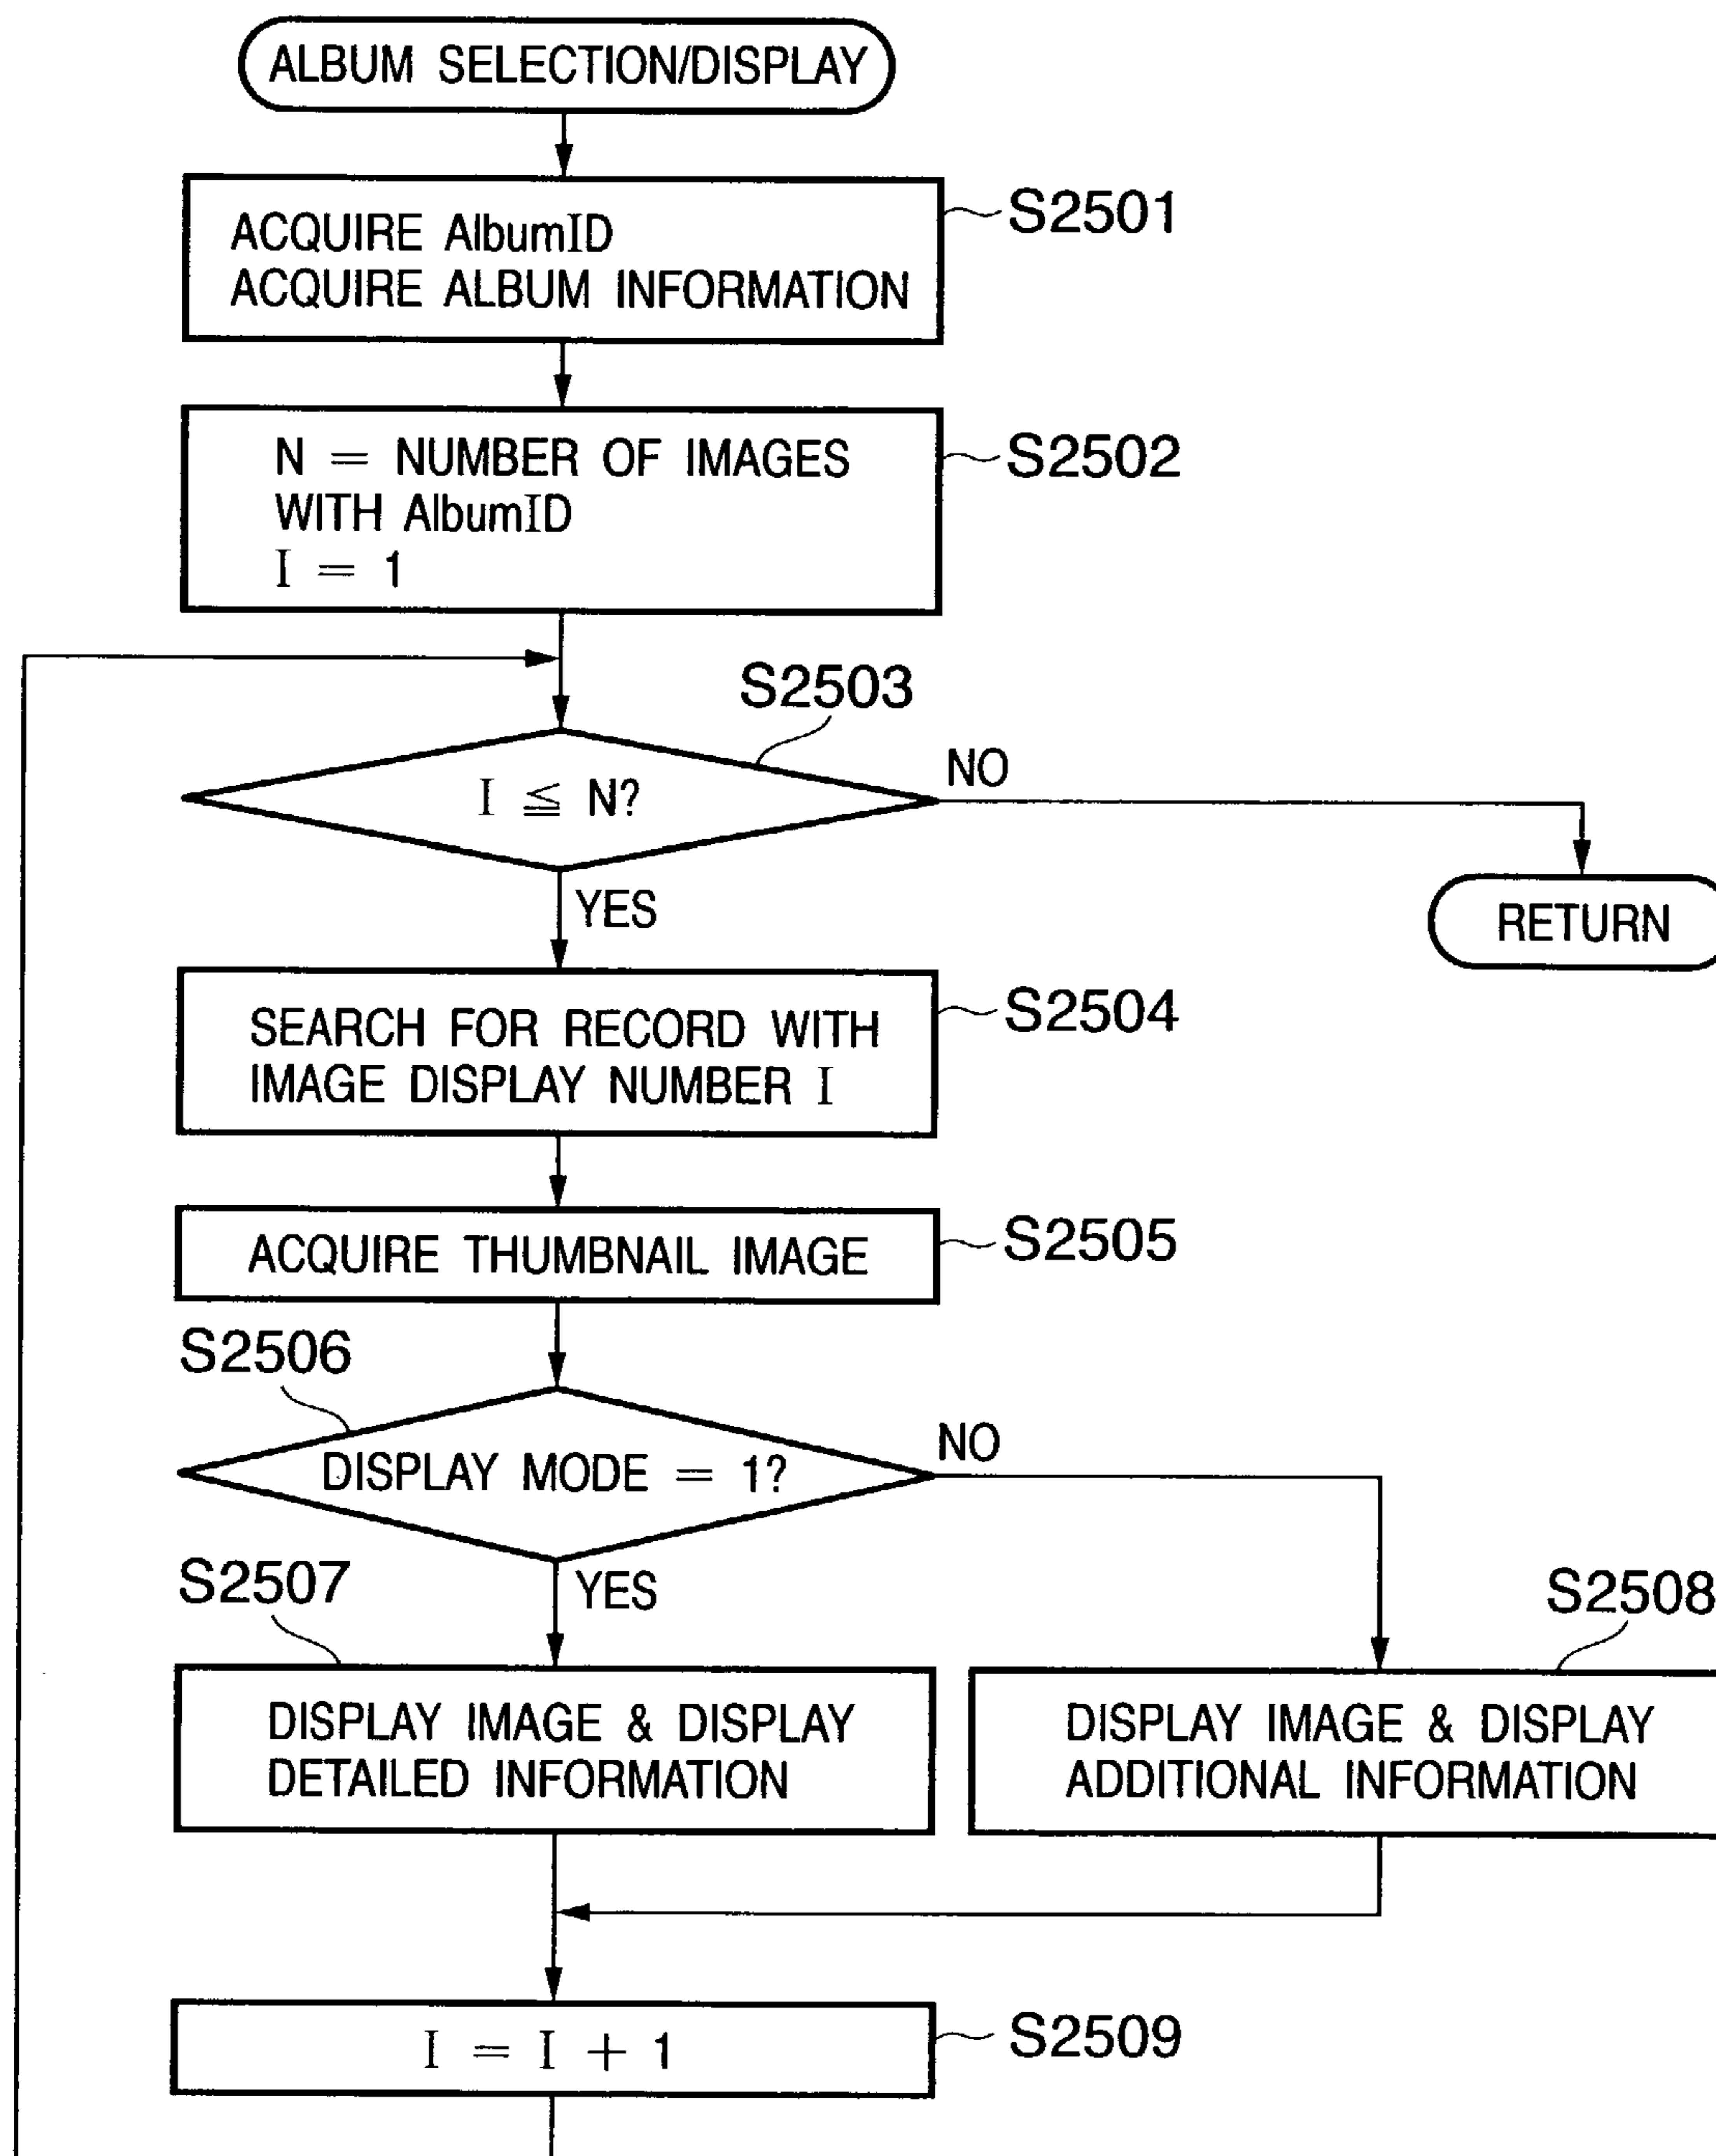 ALBUM SELECTION/DISPLAY
ACQUIRE AlbumID
ACQUIRE ALBUM INFORMATION
S2501
N = NUMBER OF IMAGES
WITH AlbumID
I = 1
S2502
S2503
I ≦ N?
NO
YES
RETURN
SEARCH FOR RECORD WITH
IMAGE DISPLAY NUMBER I
S2504
ACQUIRE THUMBNAIL IMAGE
S2505
S2506
DISPLAY MODE = 1?
NO
YES
S2507
DISPLAY IMAGE & DISPLAY
DETAILED INFORMATION
S2508
DISPLAY IMAGE & DISPLAY
ADDITIONAL INFORMATION
I = I + 1
S2509